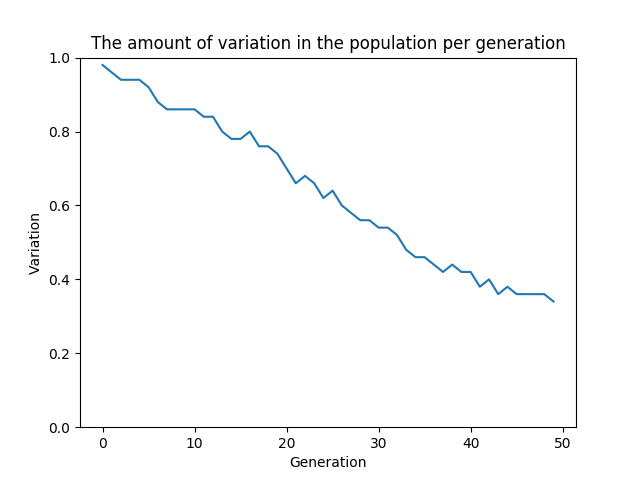 The amount of variation in the population per generation
1.0
0.8
0.6
0.4
0.2
0.0
Variation
0 10 20 30 40 50
Generation